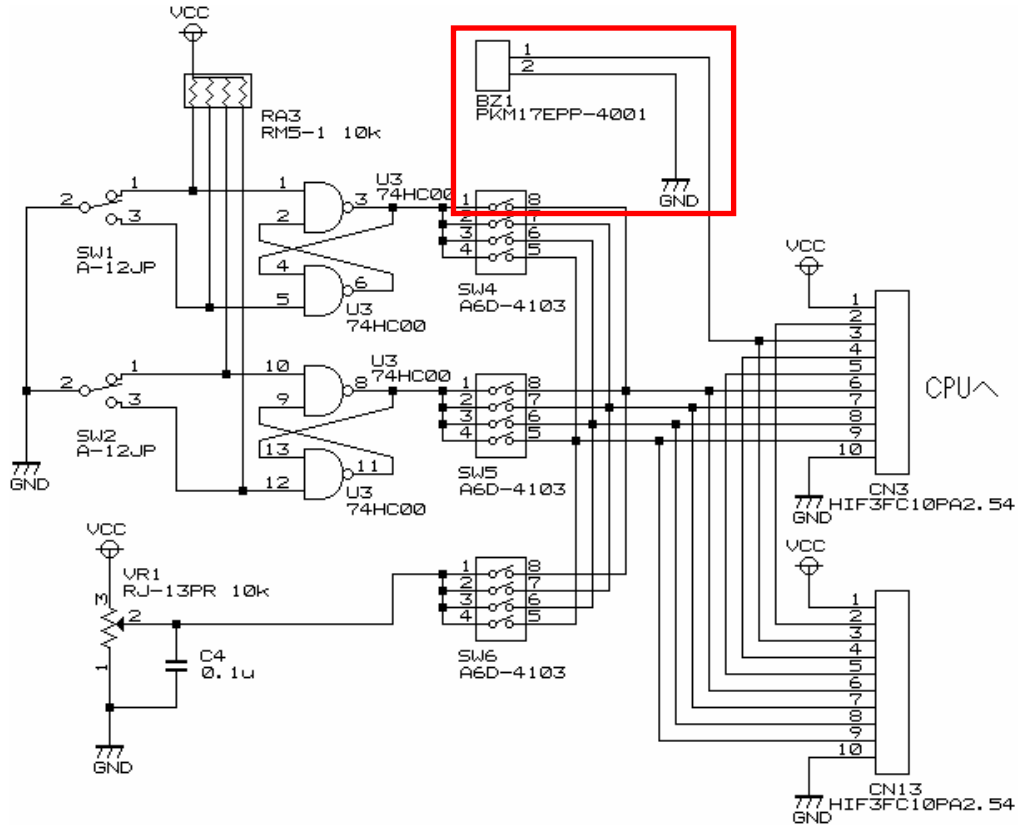 VCC
1
2
BZ1
PKM17EPP-4001
RA3
RM5-1 10k
GND
2
1
3
SW1
A-12JP
1
2
3
U3
74HC00
4
5
6
U3
74HC00
1
2
3
4
8
7
6
5
SW4
A6D-4103
VCC
1
2
3
4
5
6
7
8
9
10
CPUへ
CN3
HIF3FC10PA2.54
GND
2
1
3
SW2
A-12JP
GND
10
9
8
U3
74HC00
13
12
11
U3
74HC00
1
2
3
4
8
7
6
5
SW5
A6D-4103
VCC
VR1
RJ-13PR 10k
3
2
1
C4
0.1u
GND
1
2
3
4
8
7
6
5
SW6
A6D-4103
VCC
1
2
3
4
5
6
7
8
9
10
CN13
HIF3FC10PA2.54
GND